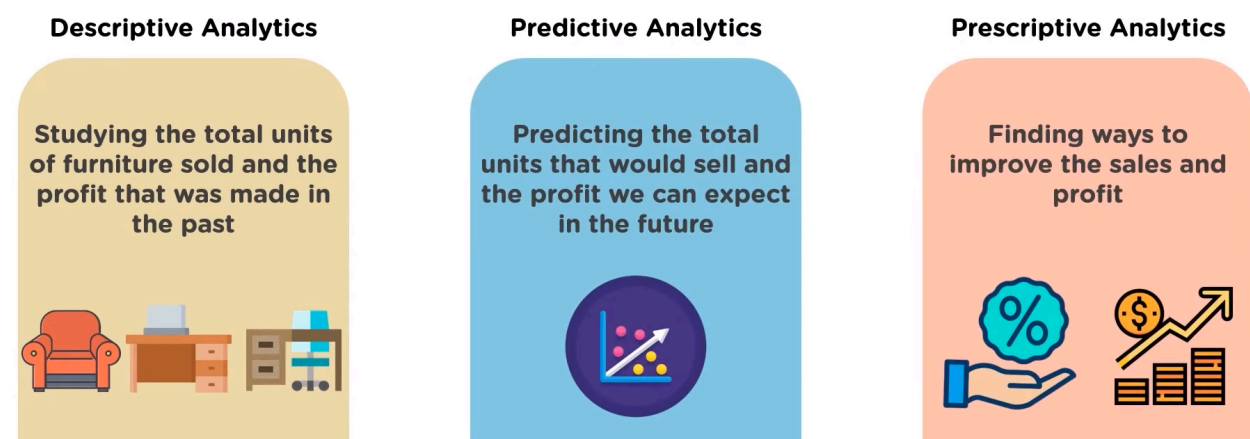 Descriptive Analytics
Studying the total units
of furniture sold and the
profit that was made in
the past
Predictive Analytics
Predicting the total
units that would sell and
the profit we can expect
in the future
Prescriptive Analytics
Finding ways to
improve the sales and
profit
%
$